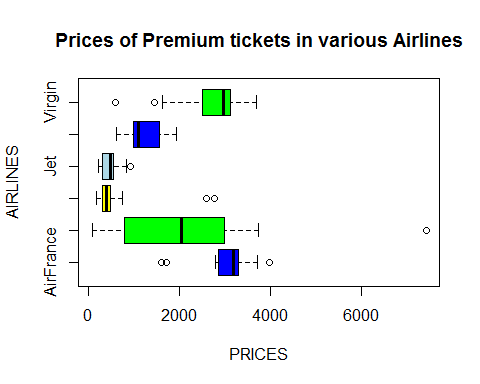 Prices of Premium tickets in various Airlines
AIRLINES
Virgin
Jet
AirFrance
0 2000 4000 6000
PRICES